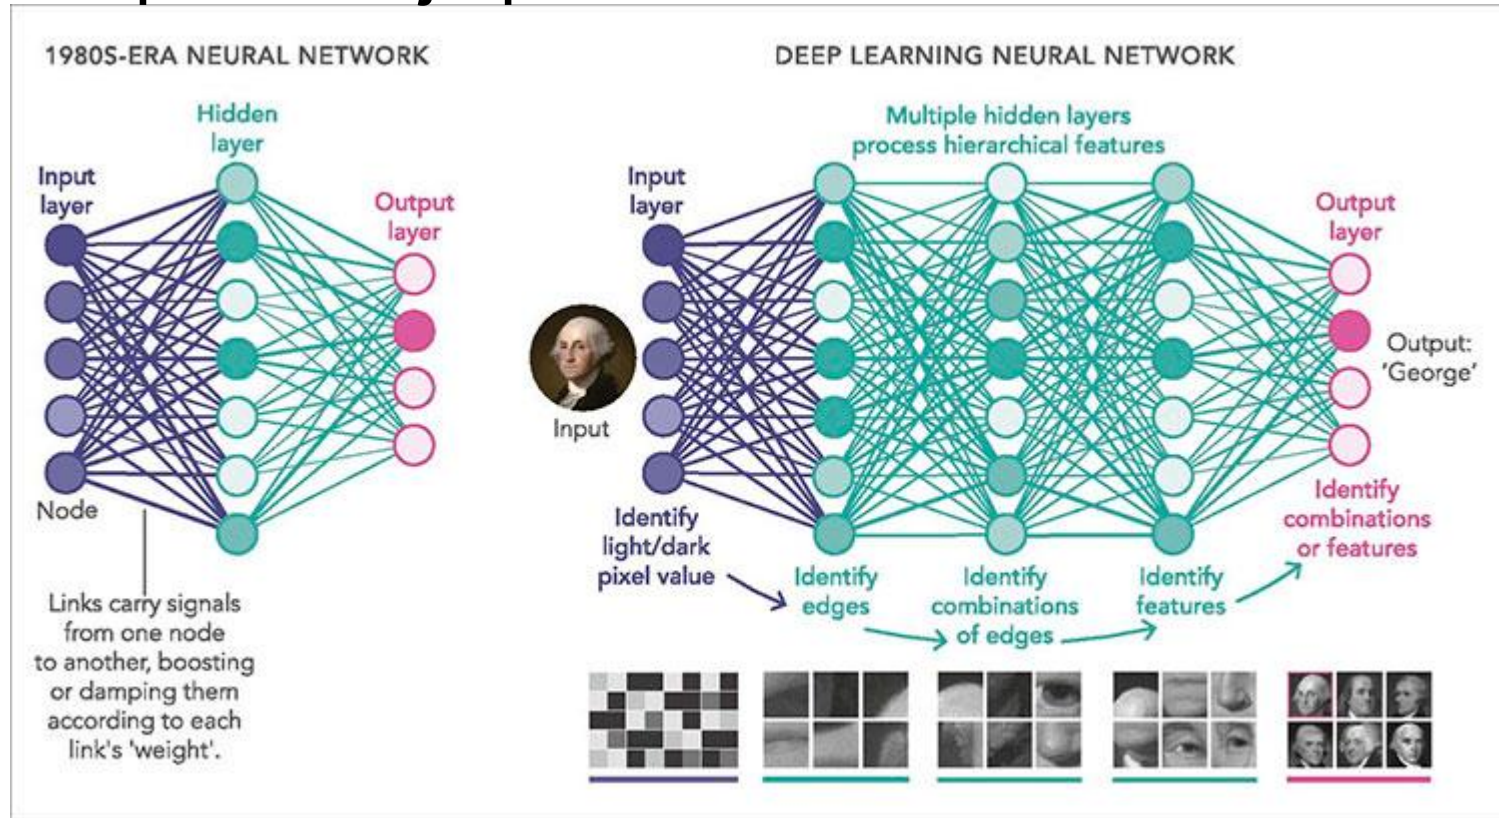 1980S-ERA NEURAL NETWORK
Hidden
layer
Input
layer
Output
layer
Node
Links carry signals
from one node
to another, boosting
or damping them
according to each
link's 'weight'.
DEEP LEARNING NEURAL NETWORK
Multiple hidden layers
process hierarchical features
Input
layer
Output
layer
Input
Output:
'George'
Identify
light/dark
pixel value
Identify
edges
Identify
combinations
of edges
Identify
features
Identify
combinations
or features